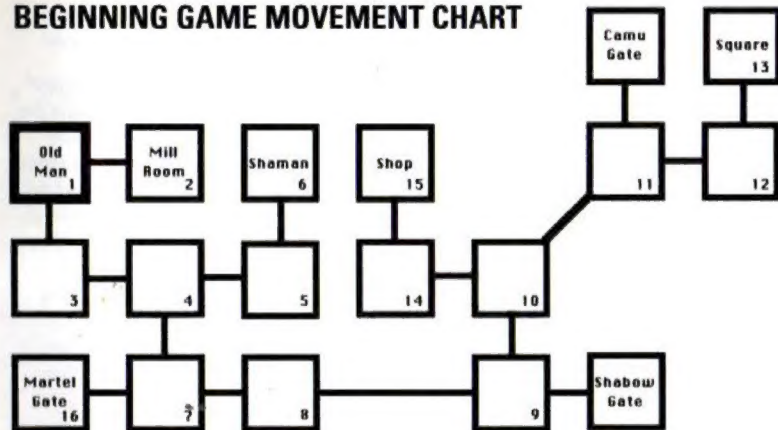 BEGINNING GAME MOVEMENT CHART
Camu
Gate
Square
13
Old
Man 1
Mill
Room
2
Shaman
6
Shop
15
11
12
3
4
5
14
10
Martel
Gate
16
7
8
9
Shabow
Gate